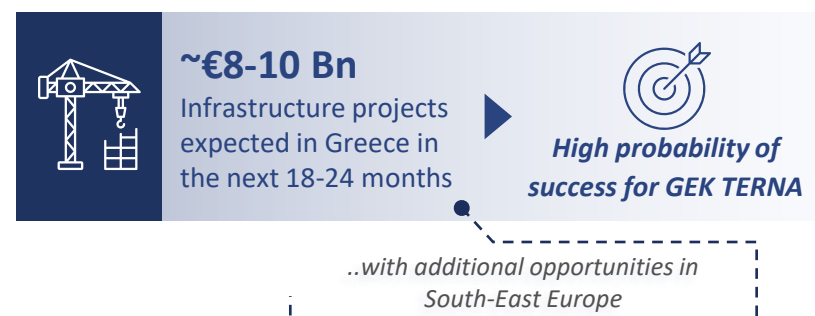 ~€8-10 Bn
Infrastructure projects
expected in Greece in
the next 18-24 months
High probability of
success for GEK TERNA
..with additional opportunities in
South-East Europe